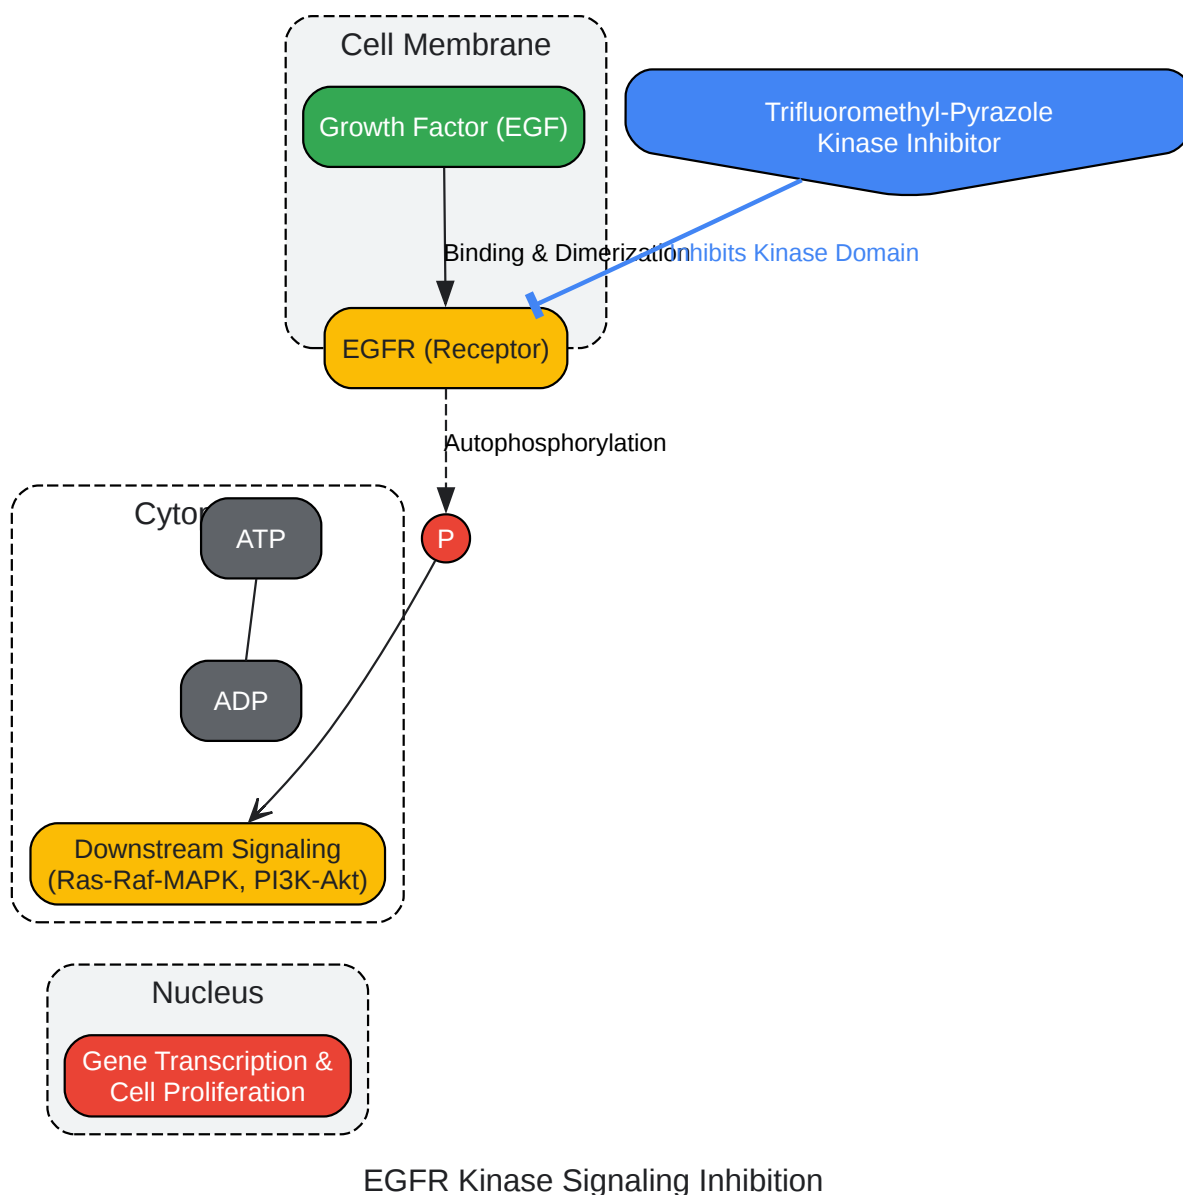 Cell Membrane
Growth Factor (EGF)
Trifluoromethyl-Pyrazole
Kinase Inhibitor
Binding & Dimerization
Inhibits Kinase Domain
EGFR (Receptor)
Autophosphorylation
ATP
P
ADP
Downstream Signaling
(Ras-Raf-MAPK, PI3K-Akt)
Nucleus
Gene Transcription &
Cell Proliferation
EGFR Kinase Signaling Inhibition